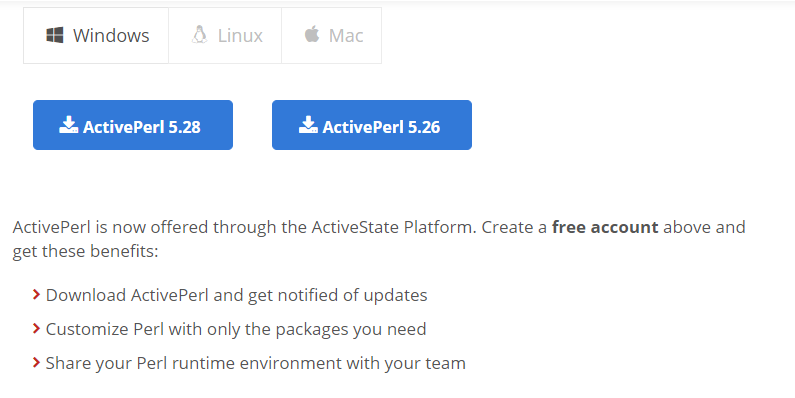 Windows
Linux
Mac
ActivePerl 5.28
ActivePerl 5.26
ActivePerl is now offered through the ActiveState Platform. Create a free account above and
get these benefits:
Download ActivePerl and get notified of updates
Customize Perl with only the packages you need
Share your Perl runtime environment with your team